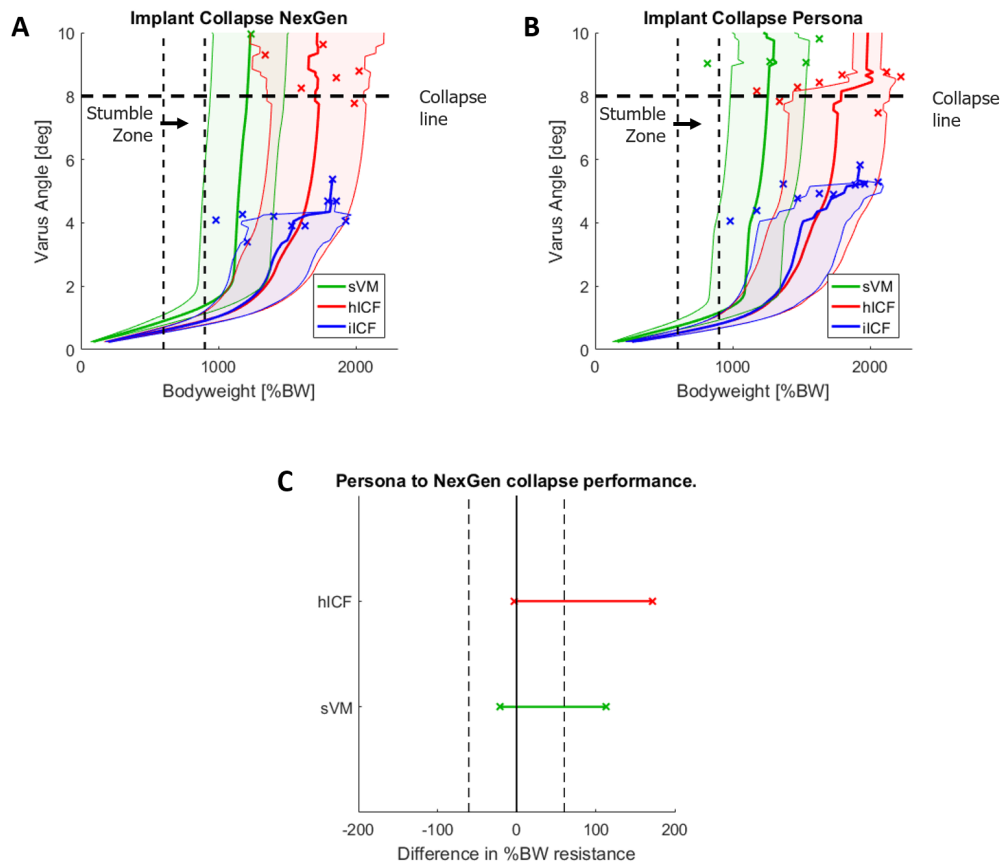 A
Implant Collapse NexGen
10
8
6
4
2
0
Varus Angle [deg]
Stumble
Zone
Collapse
line
sVM
hICF
iICF
0
1000
2000
Bodyweight [%BW]
B
Implant Collapse Persona
10
8
6
4
2
0
Varus Angle [deg]
Stumble
Zone
Collapse
line
sVM
hICF
iICF
0
1000
2000
Bodyweight [%BW]
C
Persona to NexGen collapse performance.
hICF
sVM
-200
-100
0
100
200
Difference in %BW resistance